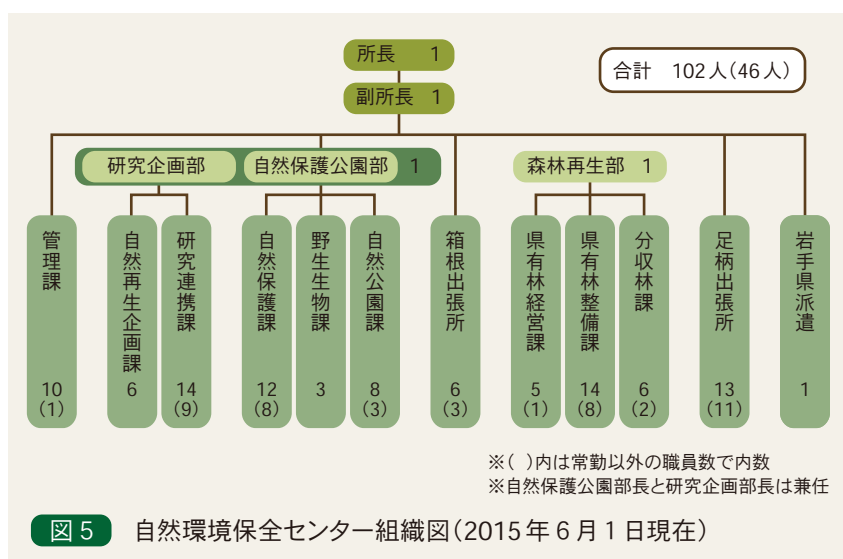 所長 1
合計 102人(46人)
副所長 1
研究企画部 自然保護公園部 1
森林再生部 1
管理課
10
(1)
自然再生企画課
6
研究連携課
14
(9)
自然保護課
12
(8)
野生生物課
3
自然公園課
8
(3)
箱根出張所
6
(3)
県有林経営課
5
(1)
県有林整備課
14
(8)
分収林課
6
(2)
足柄出張所
13
(11)
岩手県派遣
1
※( )内は常勤以外の職員数で内数
※自然保護公園部長と研究企画部長は兼任
図5 自然環境保全センター組織図(2015年6月1日現在)